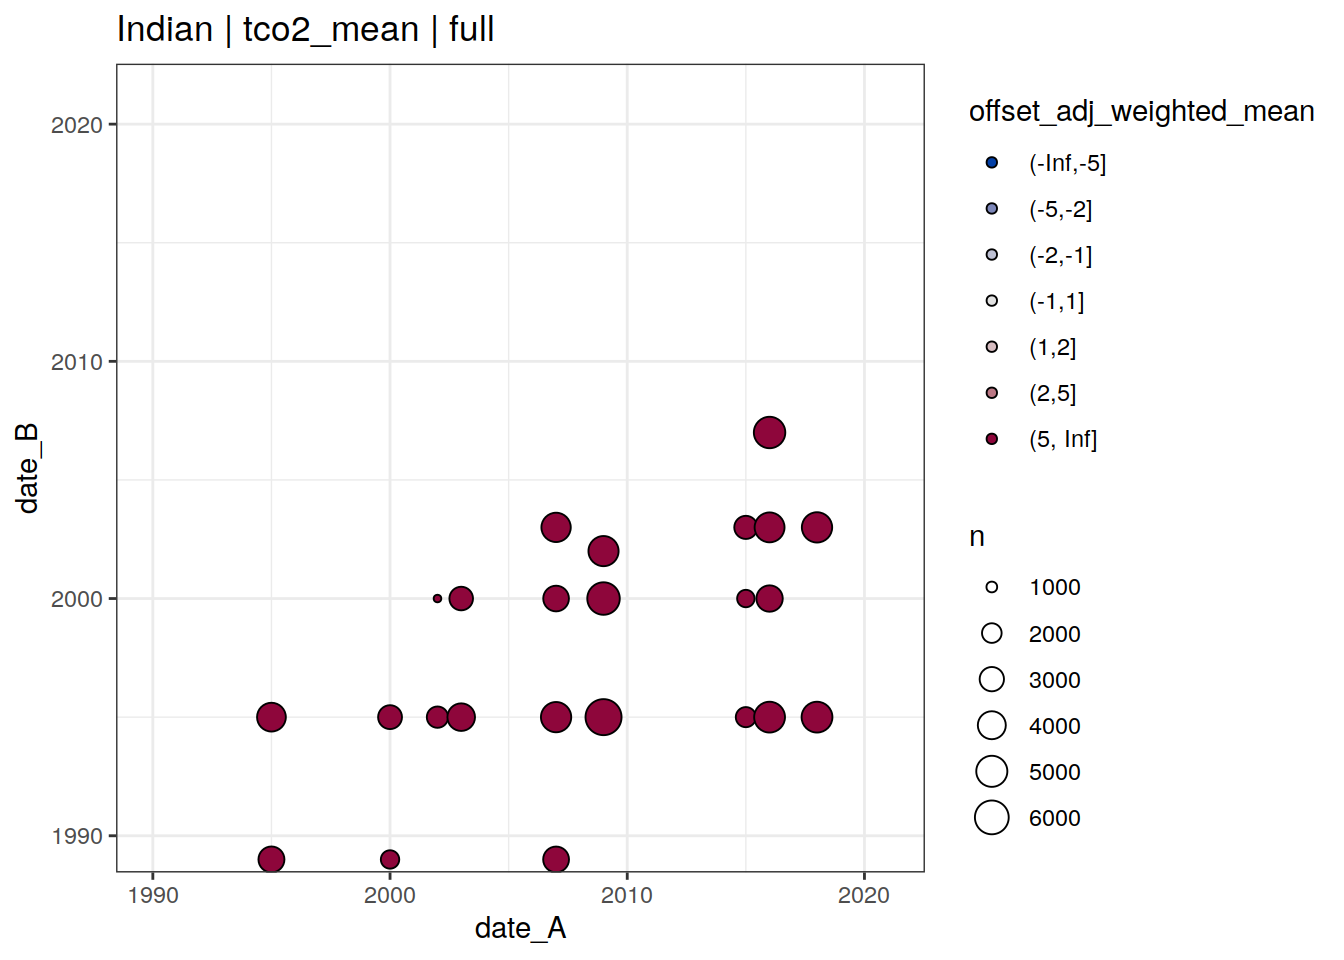 Indian | tco2_mean | full
2020
2010
2000
1990
date_B
1990
2000
2010
2020
date_A
offset_adj_weighted_mean
(-Inf,-5]
(-5,-2]
(-2,-1]
(-1,1]
(1,2]
(2,5]
(5, Inf]
n
1000
2000
3000
4000
5000
6000